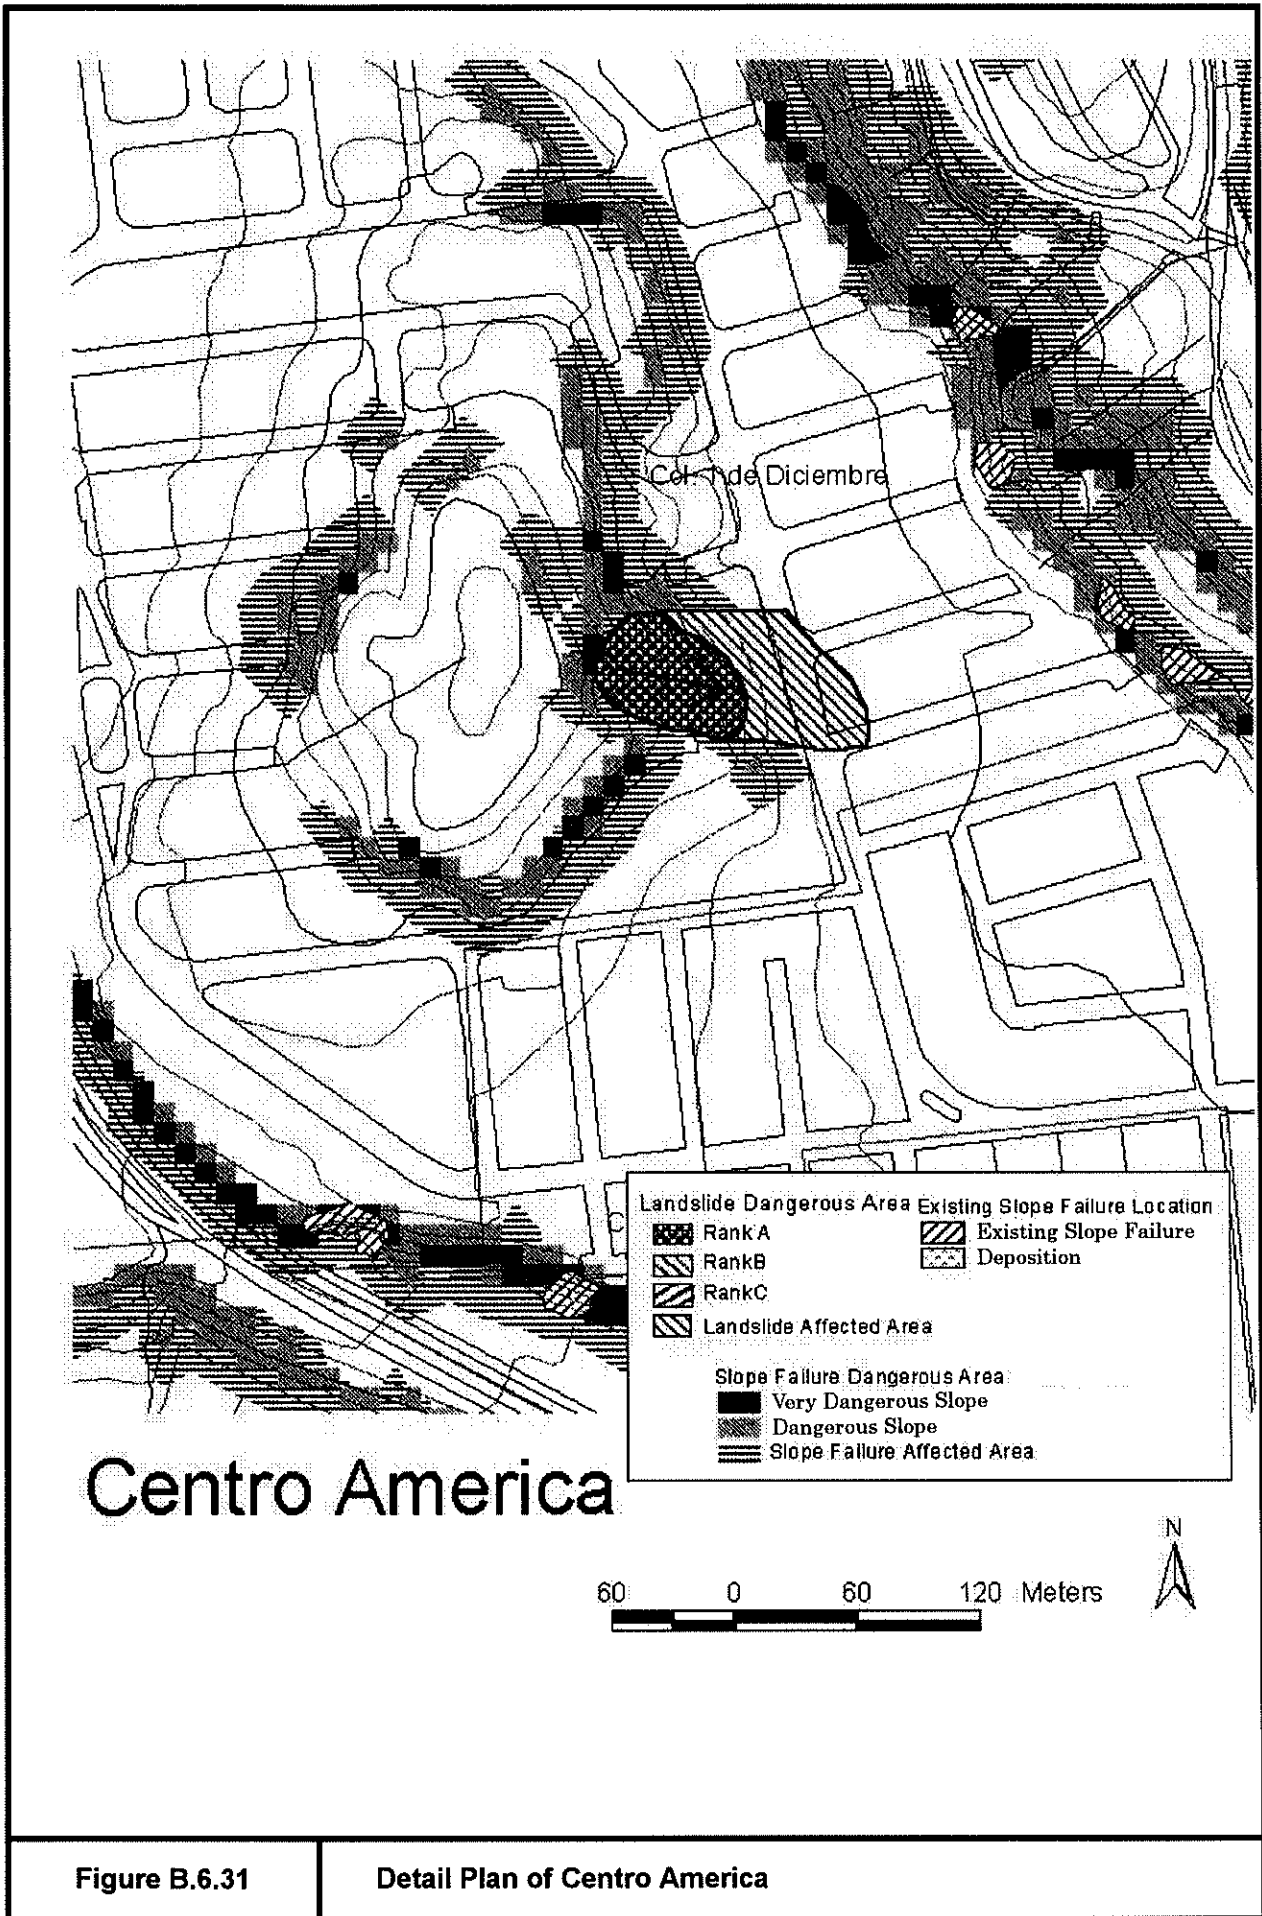 Col. 1 de Diciembre
Landslide Dangerous Area
Rank A
RankB
RankC
Landslide Affected Area
Existing Slope Failure Location
Existing Slope Failure
Deposition
Slope Failure Dangerous Area
Very Dangerous Slope
Dangerous Slope
Slope Failure Affected Area
Centro America
N
60 0 60 120 Meters
Figure B.6.31
Detail Plan of Centro America